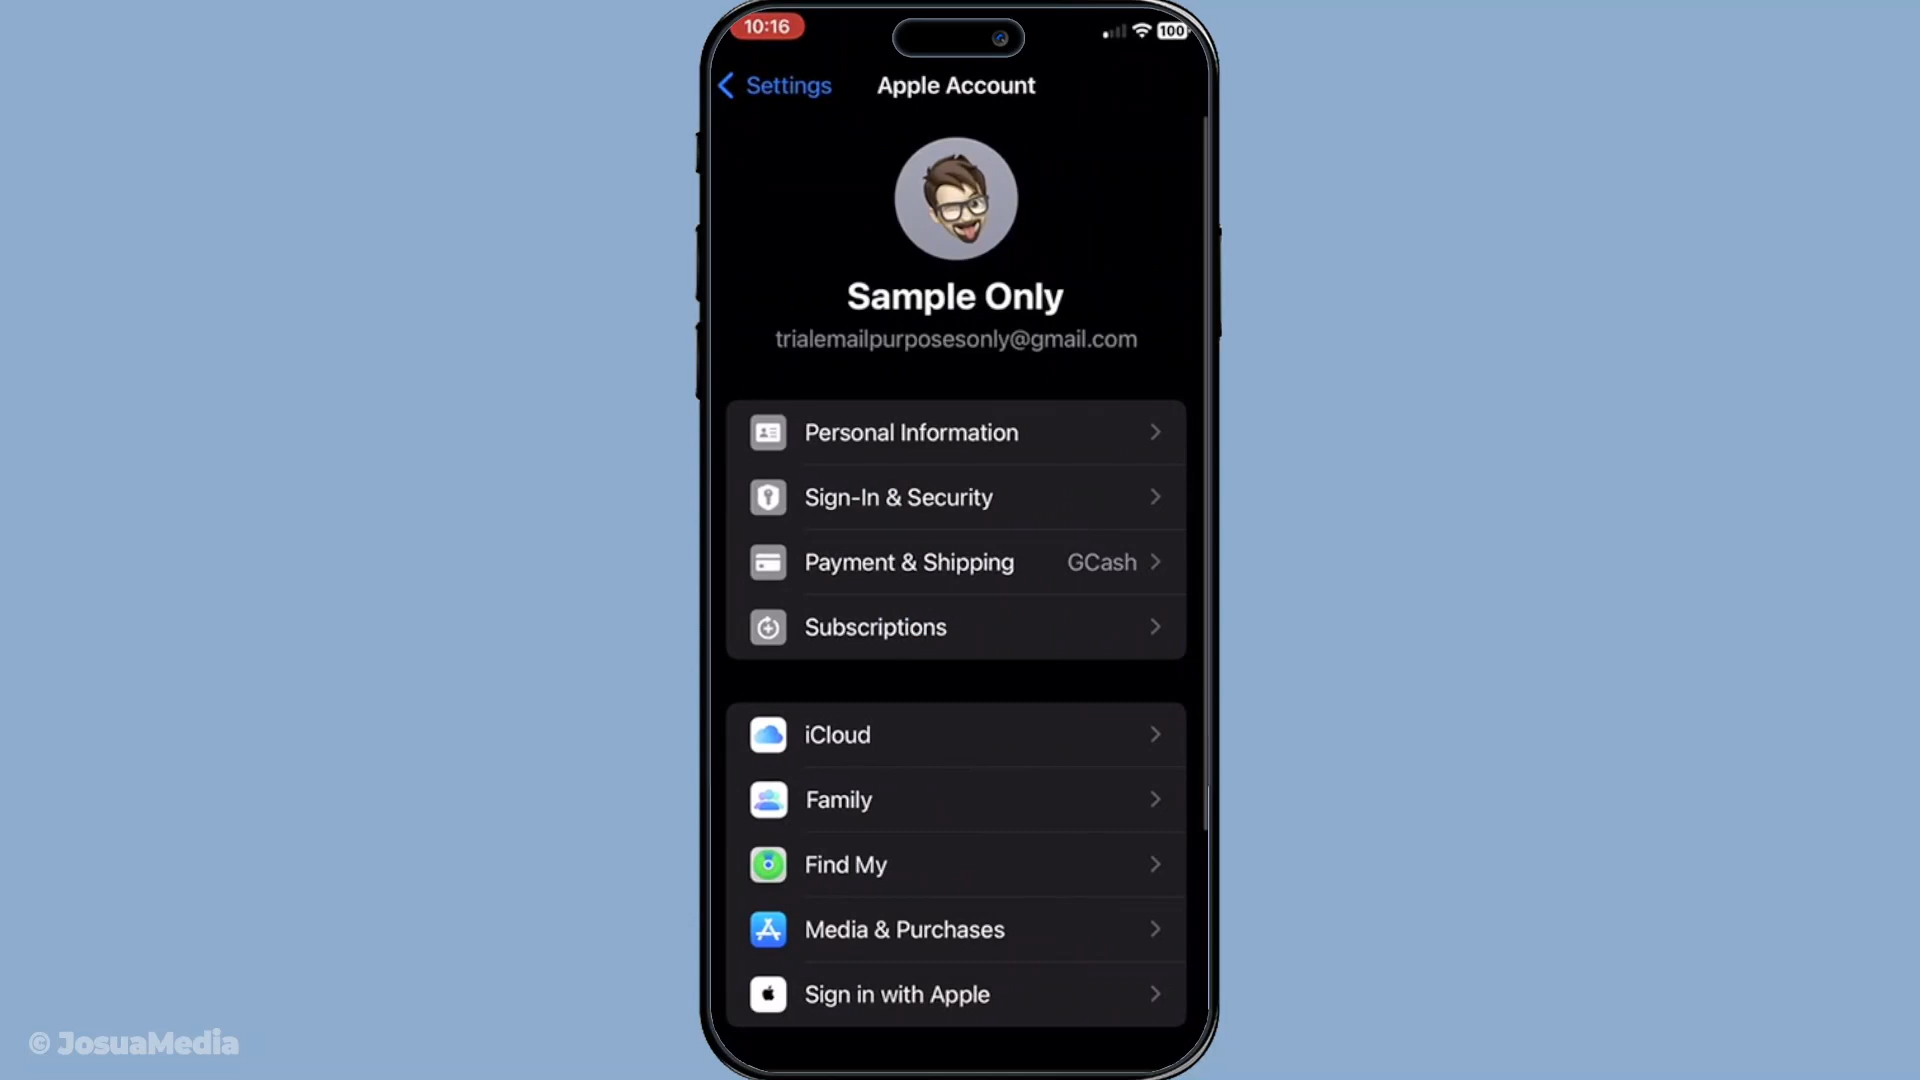 10:16
100
Settings
Apple Account
Sample Only
trialemailpurposesonly@gmail.com
Personal Information
Sign-In & Security
Payment & Shipping GCash
Subscriptions
iCloud
Family
Find My
Media & Purchases
Sign in with Apple
© JosuaMedia